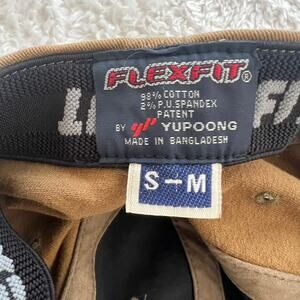 FLEXFIT®
98% COTTON
2% P.U. SPANDEX
PATENT
BY YUPOONG
MADE IN BANGLADESH
S-M